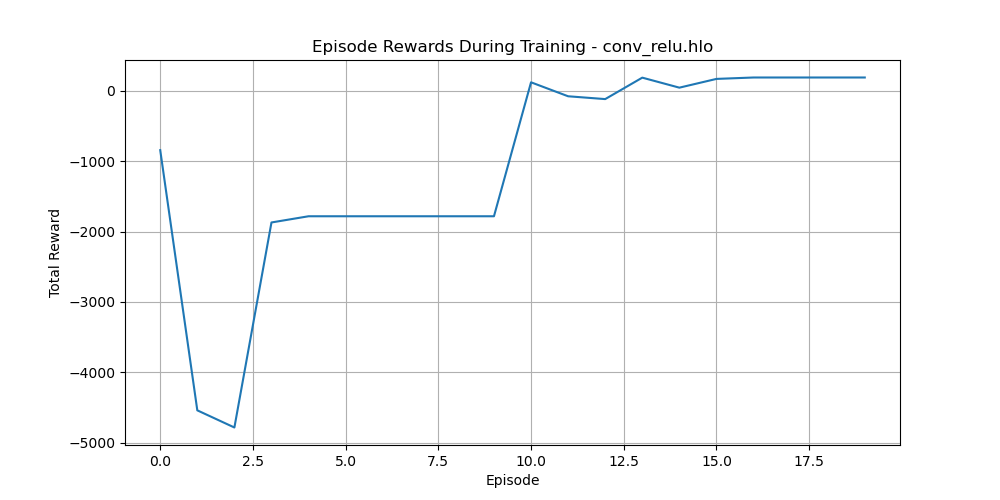 Episode Rewards During Training - conv_relu.hlo
Total Reward
0
−1000
−2000
−3000
−4000
−5000
0.0 2.5 5.0 7.5 10.0 12.5 15.0 17.5
Episode